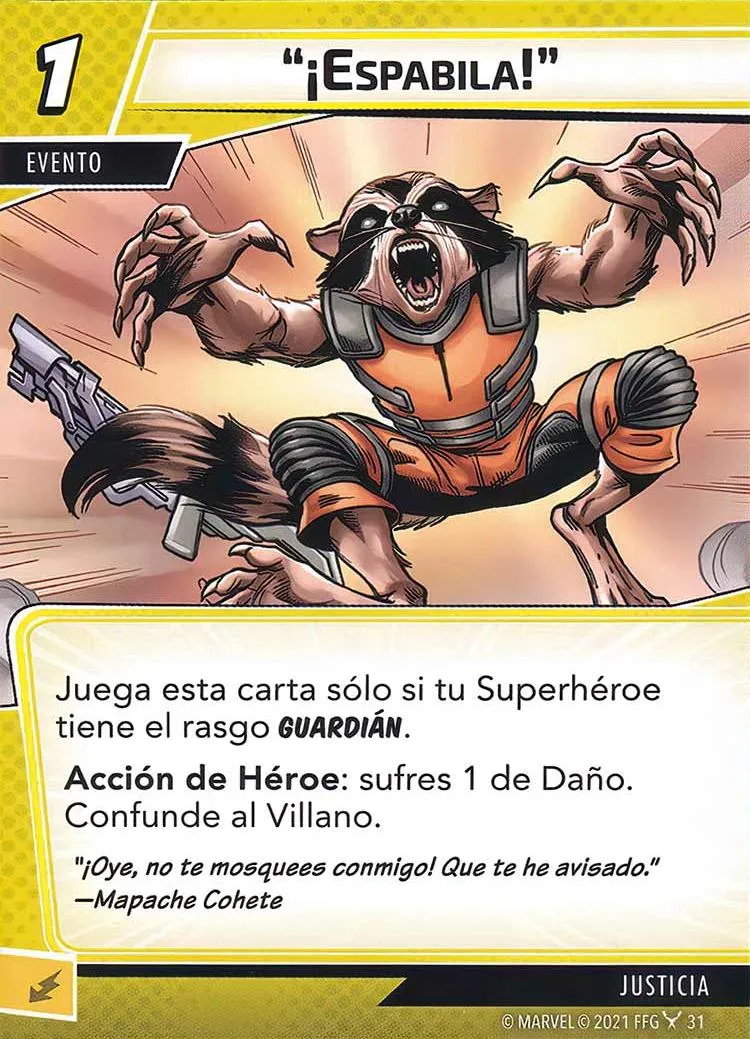 1
“¡Espabila!”
EVENTO
Juega esta carta sólo si tu Superhéroe
tiene el rasgo GUARDIÁN.
Acción de Héroe: sufres 1 de Daño.
Confunde al Villano.
"¡Oye, no te mosquees conmigo! Que te he avisado."
—Mapache Cohete
JUSTICIA
© MARVEL © 2021 FFG 31